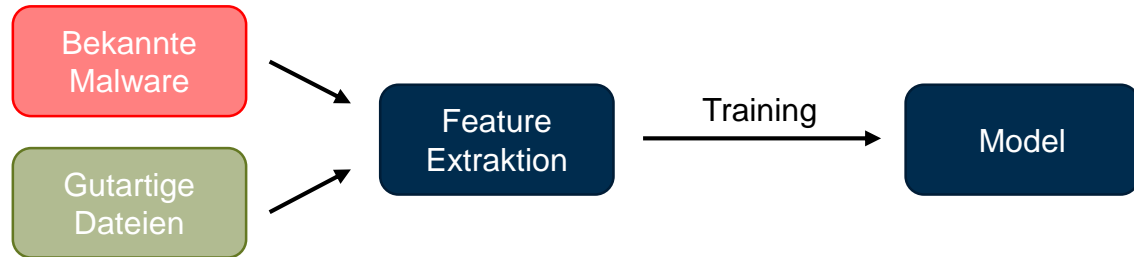 Bekannte
Malware
Gutartige
Dateien
Feature
Extraktion
Training
Model